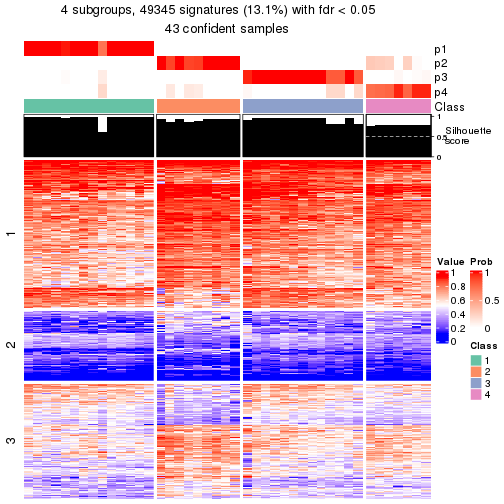 4 subgroups, 49345 signatures (13.1%) with fdr < 0.05
43 confident samples
p1
p2
p3
p4
Class
1
0.5
0
Silhouette
score
1
2
3
Value
1
0.8
0.6
0.4
0.2
0
Prob
1
0.5
0
Class
1
2
3
4